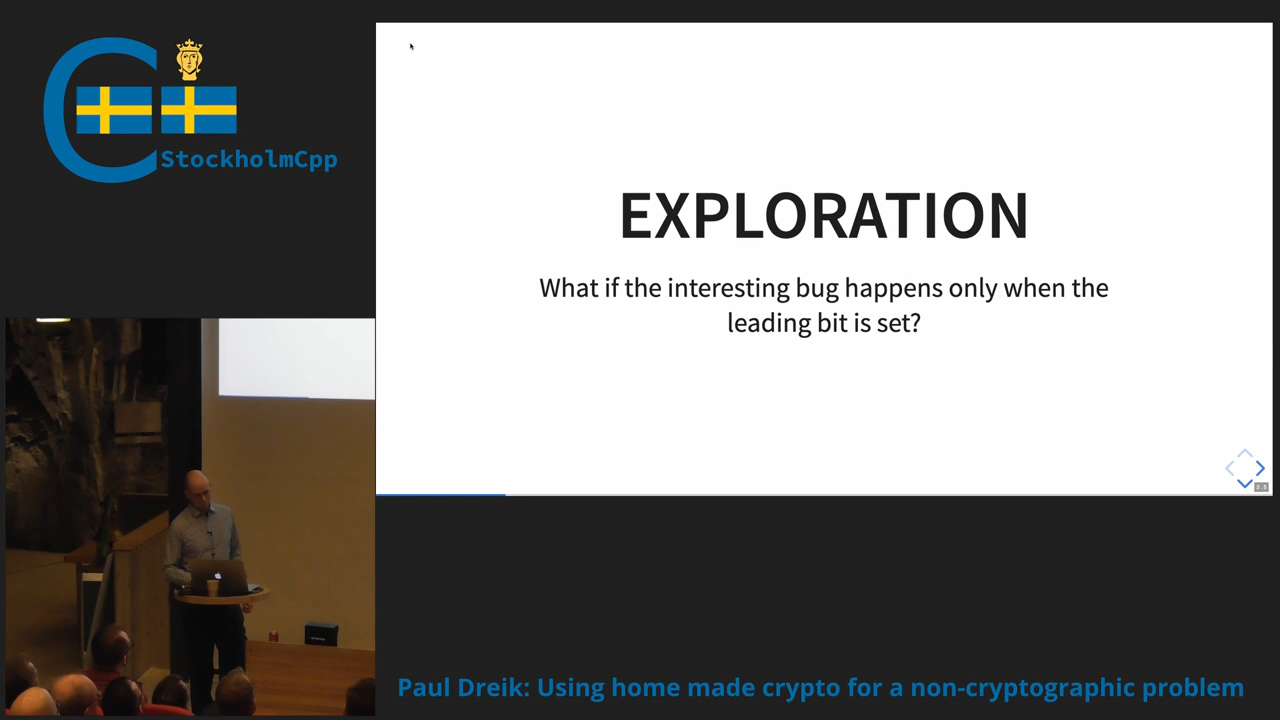 StockholmCpp
EXPLORATION
What if the interesting bug happens only when the
leading bit is set?
Paul Dreik: Using home made crypto for a non-cryptographic problem